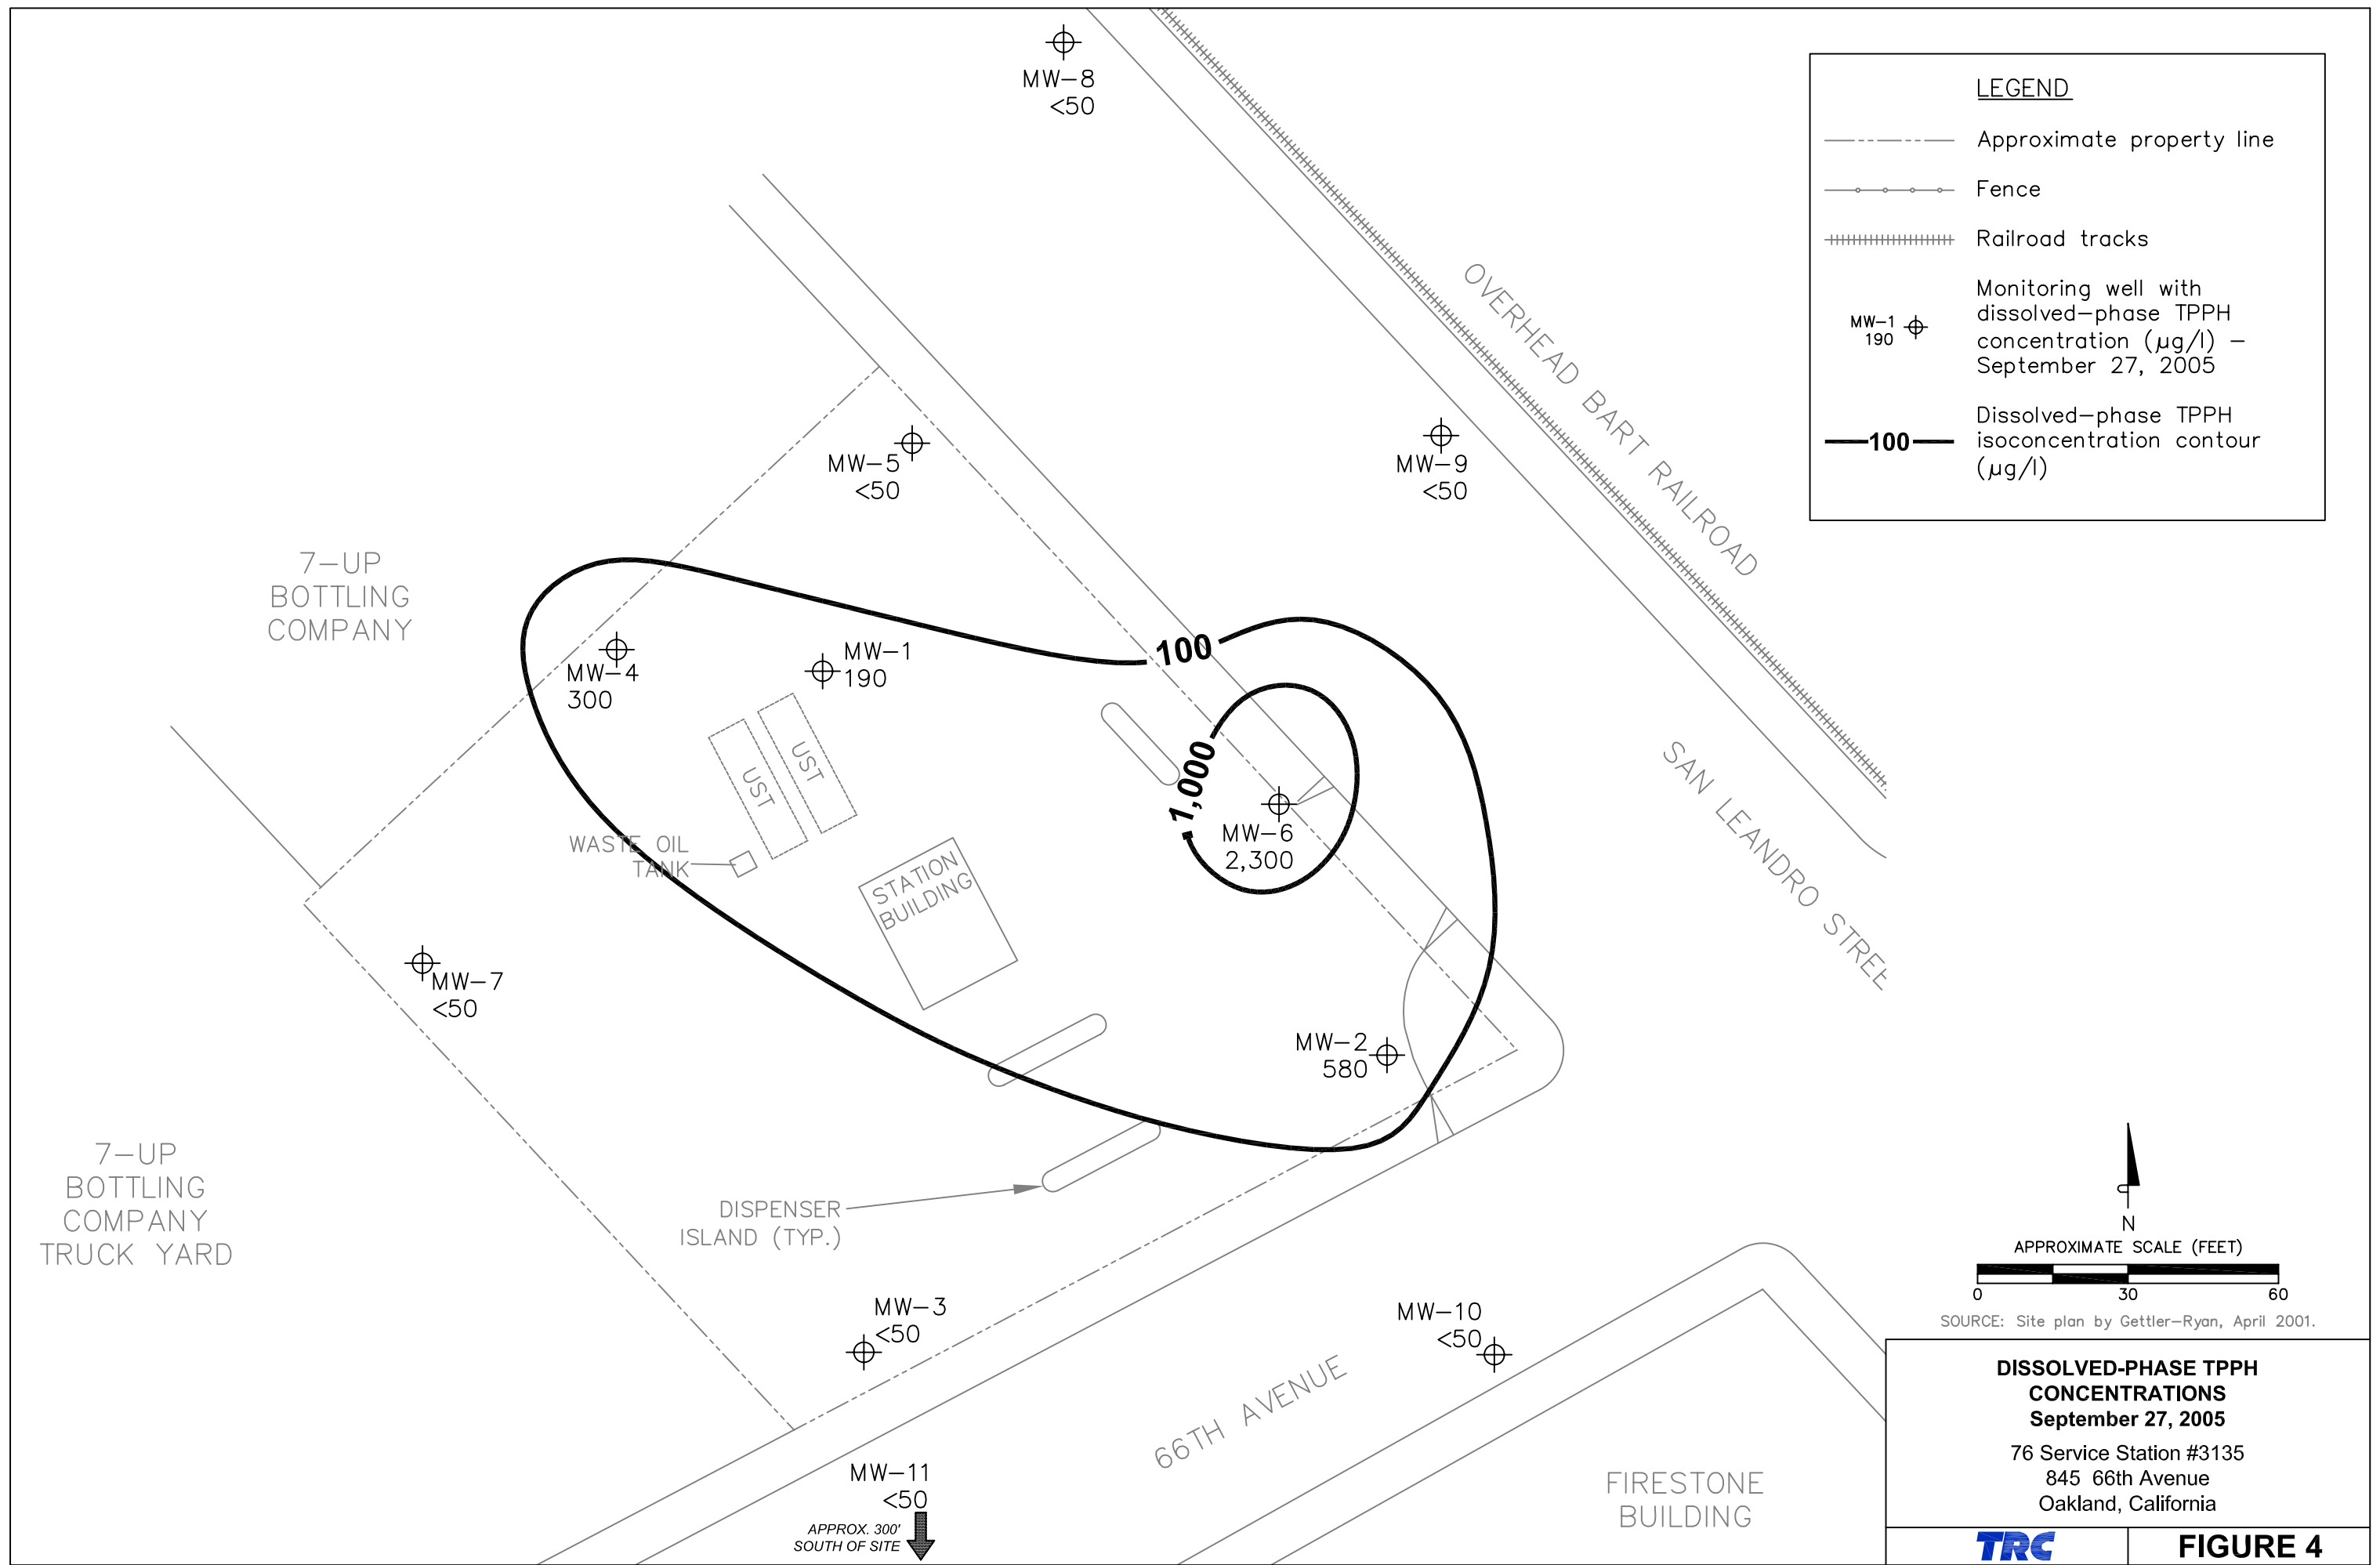 MW-8
<50
LEGEND
Approximate property line
Fence
Railroad tracks
MW-1
190
Monitoring well with
dissolved-phase TPPH
concentration (µg/l) -
September 27, 2005
100
Dissolved-phase TPPH
isoconcentration contour
(µg/l)
OVERHEAD BART RAILROAD
MW-5
<50
MW-9
<50
7-UP
BOTTLING
COMPANY
100
MW-4
300
MW-1
190
UST
UST
1,000
MW-6
2,300
WASTE OIL
TANK
STATION
BUILDING
SAN LEANDRO STREE
MW-7
<50
MW-2
580
7-UP
BOTTLING
COMPANY
TRUCK YARD
DISPENSER
ISLAND (TYP.)
MW-3
<50
MW-10
<50
66TH AVENUE
MW-11
<50
APPROX. 300'
SOUTH OF SITE
FIRESTONE
BUILDING
N
APPROXIMATE SCALE (FEET)
0 30 60
SOURCE: Site plan by Gettler-Ryan, April 2001.
DISSOLVED-PHASE TPPH
CONCENTRATIONS
September 27, 2005
76 Service Station #3135
845 66th Avenue
Oakland, California
TRC
FIGURE 4